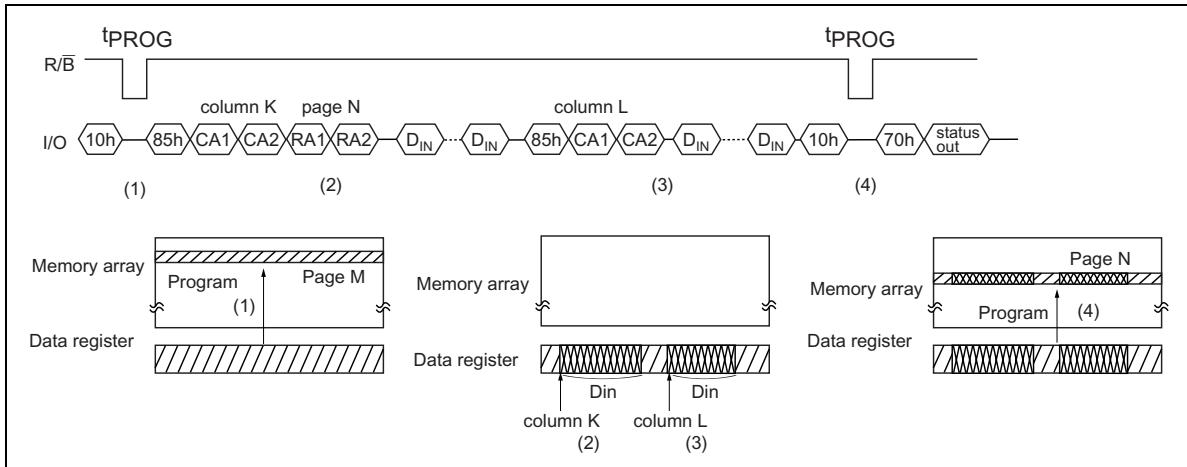 tPROG tPROG
R/B̅
column K page N column L
I/O 10h 85h CA1 CA2 RA1 RA2 DIN DIN 85h CA1 CA2 DIN DIN 10h 70h status out
(1) (2) (3) (4)
Memory array
Program
Page M
(1)
Data register
Memory array
Data register
Din Din
column K column L
(2) (3)
Page N
Memory array
Program (4)
Data register